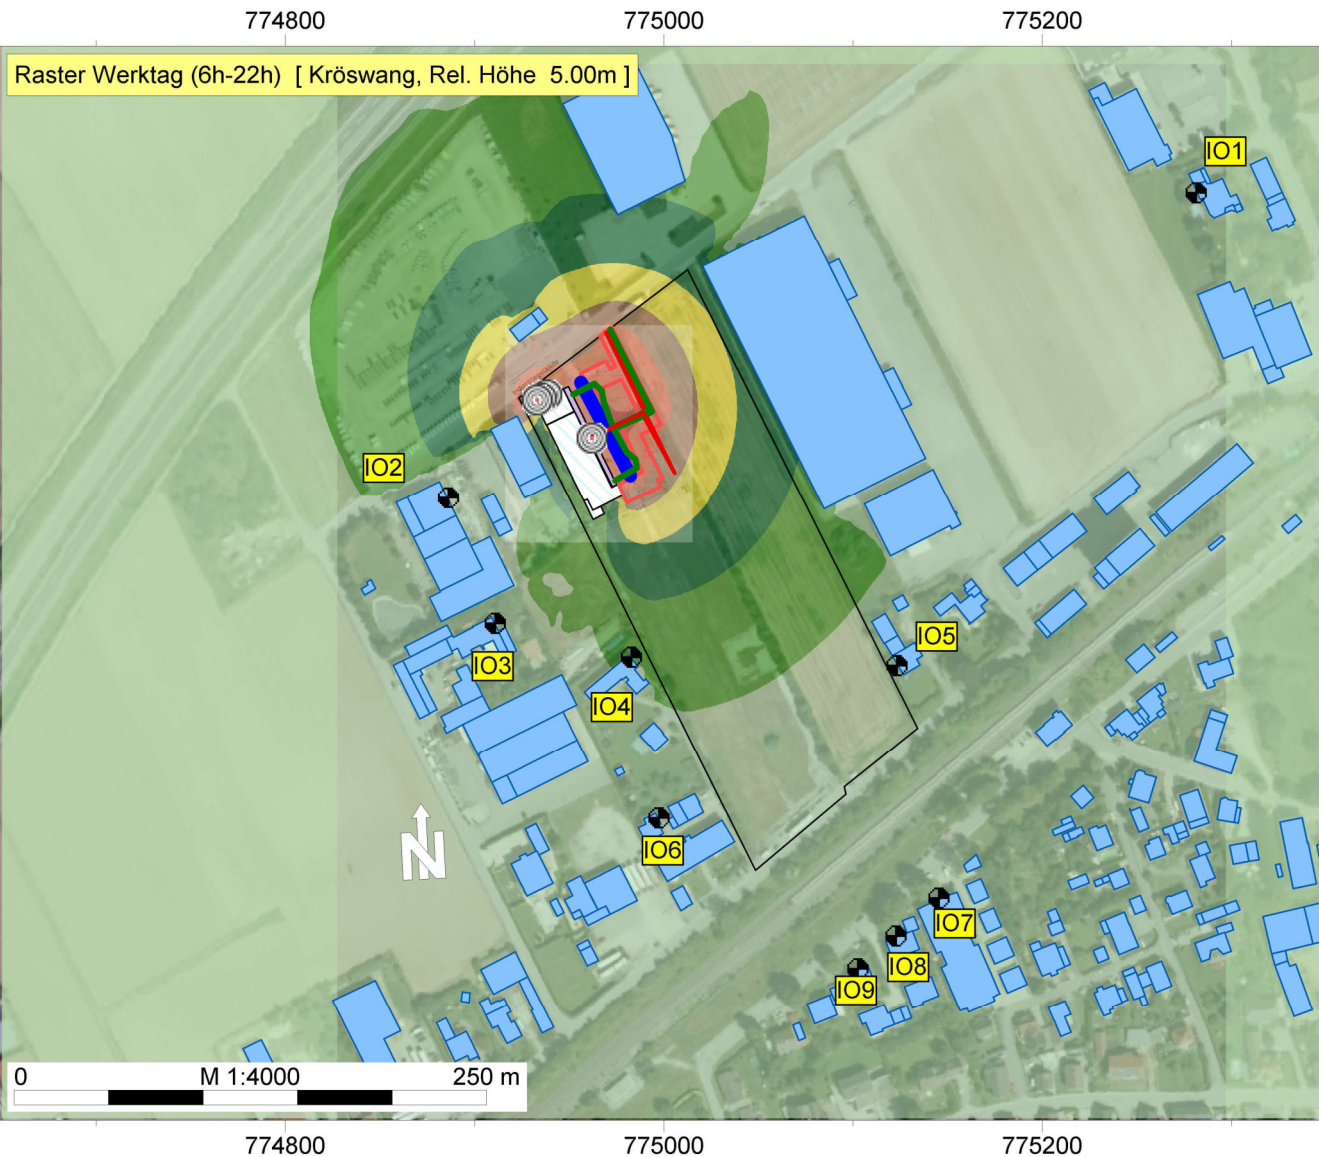 774800 775000 775200
Raster Werktag (6h-22h) [ Kröswang, Rel. Höhe 5.00m ]
IO1
IO2
IO5
IO3
IO4
IO6
N
IO7
IO8
IO9
0 M 1:4000 250 m
774800 775000 775200